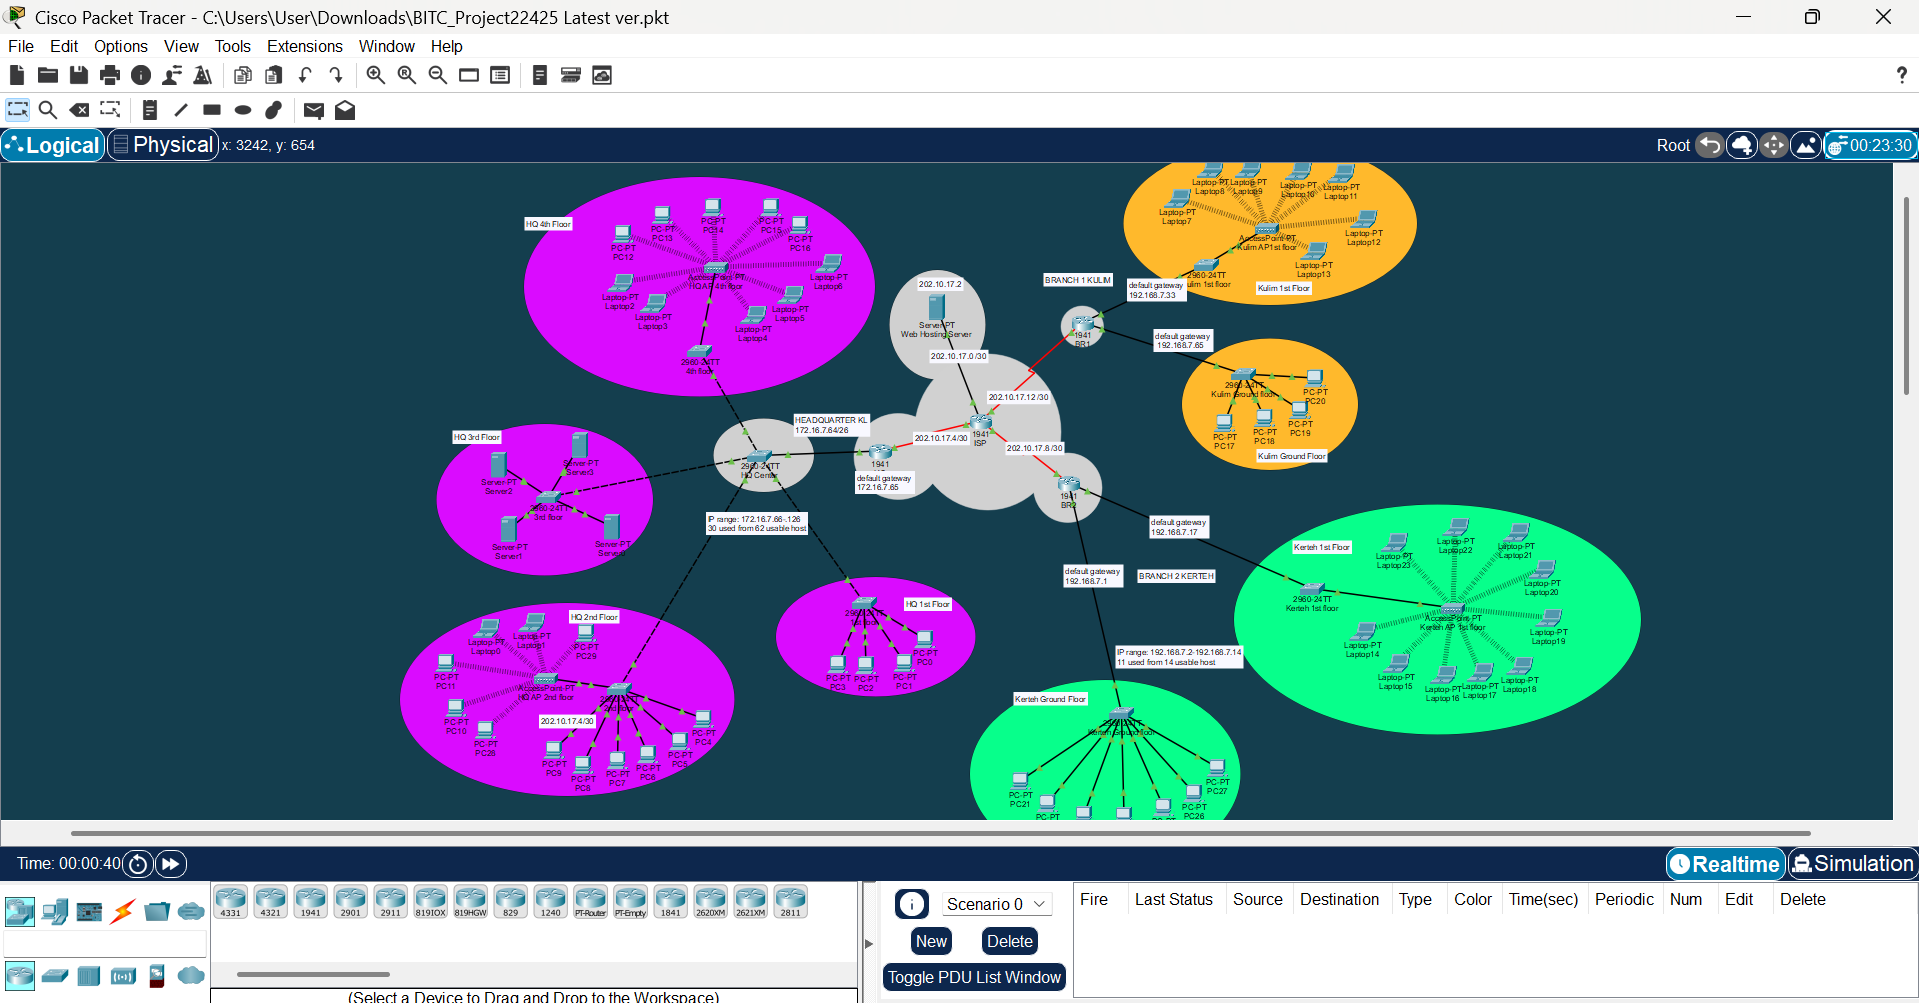 Cisco Packet Tracer - C:\Users\User\Downloads\BITC_Project22425 Latest ver.pkt
File Edit Options View Tools Extensions Window Help
Logical Physical x: 3242, y: 654
Root 00:23:30
HQ 4th Floor
PC-PT
PC12
PC-PT
PC13
PC-PT
PC14
PC-PT
PC15
PC-PT
PC16
Laptop-PT
Laptop2
Laptop-PT
Laptop3
Laptop-PT
Laptop4
Laptop-PT
Laptop5
Laptop-PT
Laptop6
AccessPoint-PT
HQ AP 4th floor
2960-24TT
4th floor
202.10.17.2
Server-PT
Web Hosting Server
202.10.17.0 /30
BRANCH 1 KULIM
default gateway
192.168.7.33
1941
BR1
default gateway
192.168.7.65
Laptop-PT
Laptop7
Laptop-PT
Laptop8
Laptop-PT
Laptop9
Laptop-PT
Laptop10
Laptop-PT
Laptop11
Laptop-PT
Laptop12
Laptop-PT
Laptop13
AccessPoint-PT
Kulim AP1st floor
2960-24TT
ulim 1st floor
Kulim 1st Floor
2960-24TT
Kulim Ground floor
PC-PT
PC20
PC-PT
PC17
PC-PT
PC18
PC-PT
PC19
Kulim Ground Floor
202.10.17.12 /30
HEADQUARTER KL
172.16.7.64/26
202.10.17.4/30
1941
ISP
202.10.17.8/30
2960-24TT
HQ Center
1941
default gateway
172.16.7.65
1941
BR2
HQ 3rd Floor
Server-PT
Server2
Server-PT
Server3
2960-24TT
3rd floor
Server-PT
Server1
Server-PT
IP range: 172.16.7.66-.126
30 used from 62 usable host
default gateway
192.168.7.17
default gateway
192.168.7.1
BRANCH 2 KERTEH
Kerteh 1st Floor
Laptop-PT
Laptop23
Laptop-PT
Laptop22
Laptop-PT
Laptop21
Laptop-PT
Laptop20
Laptop-PT
Laptop19
2960-24TT
Kerteh 1st floor
AccessPoint-PT
Kerteh AP 1st floor
Laptop-PT
Laptop14
Laptop-PT
Laptop15
Laptop-PT
Laptop16
Laptop-PT
Laptop17
Laptop-PT
Laptop18
HQ 1st Floor
2960-24TT
1st floor
PC-PT
PC0
PC-PT
PC3
PC-PT
PC2
PC-PT
PC1
HQ 2nd Floor
Laptop-PT
Laptop0
Laptop-PT
Laptop1
PC-PT
PC29
PC-PT
PC11
AccessPoint-PT
HQ AP 2nd floor
2nd floor
202.10.17.4/30
PC-PT
PC10
PC-PT
PC28
PC-PT
PC9
PC-PT
PC-PT
PC7
PC-PT
PC-PT
PC5
PC-PT
PC4
IP range: 192.168.7.2-192.168.7.14
11 used from 14 usable host
Kerteh Ground Floor
2960-24TT
Kerteh Ground floor
PC-PT
PC21
PC-PT
PC-PT
PC26
PC-PT
PC27
Time: 00:00:40
Realtime Simulation
4331 4321 1941 2901 2911 819IOX 819HGW 829 1240 PT-Router PT-Empty 1841 2620XM 2621XM 2811
(Select a Device to Drag and Drop to the Workspace)
Scenario 0
New Delete
Toggle PDU List Window
Fire Last Status Source Destination Type Color Time(sec) Periodic Num Edit Delete